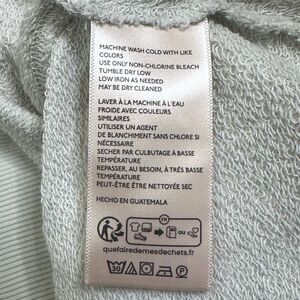 MACHINE WASH COLD WITH LIKE
COLORS
USE ONLY NON-CHLORINE BLEACH
TUMBLE DRY LOW
LOW IRON AS NEEDED
MAY BE DRY CLEANED
LAVER À LA MACHINE À L'EAU
FROIDE AVEC COULEURS
SIMILAIRES
UTILISER UN AGENT
DE BLANCHIMENT SANS CHLORE SI
NÉCESSAIRE
SECHER PAR CULBUTAGE À BASSE
TEMPÉRATURE
REPASSER, AU BESOIN, À TRÈS BASSE
TEMPÉRATURE
PEUT-ÊTRE ÊTRE NETTOYÉE SEC
HECHO EN GUATEMALA
FR
OU
quefairedemesdechets.fr
30
P